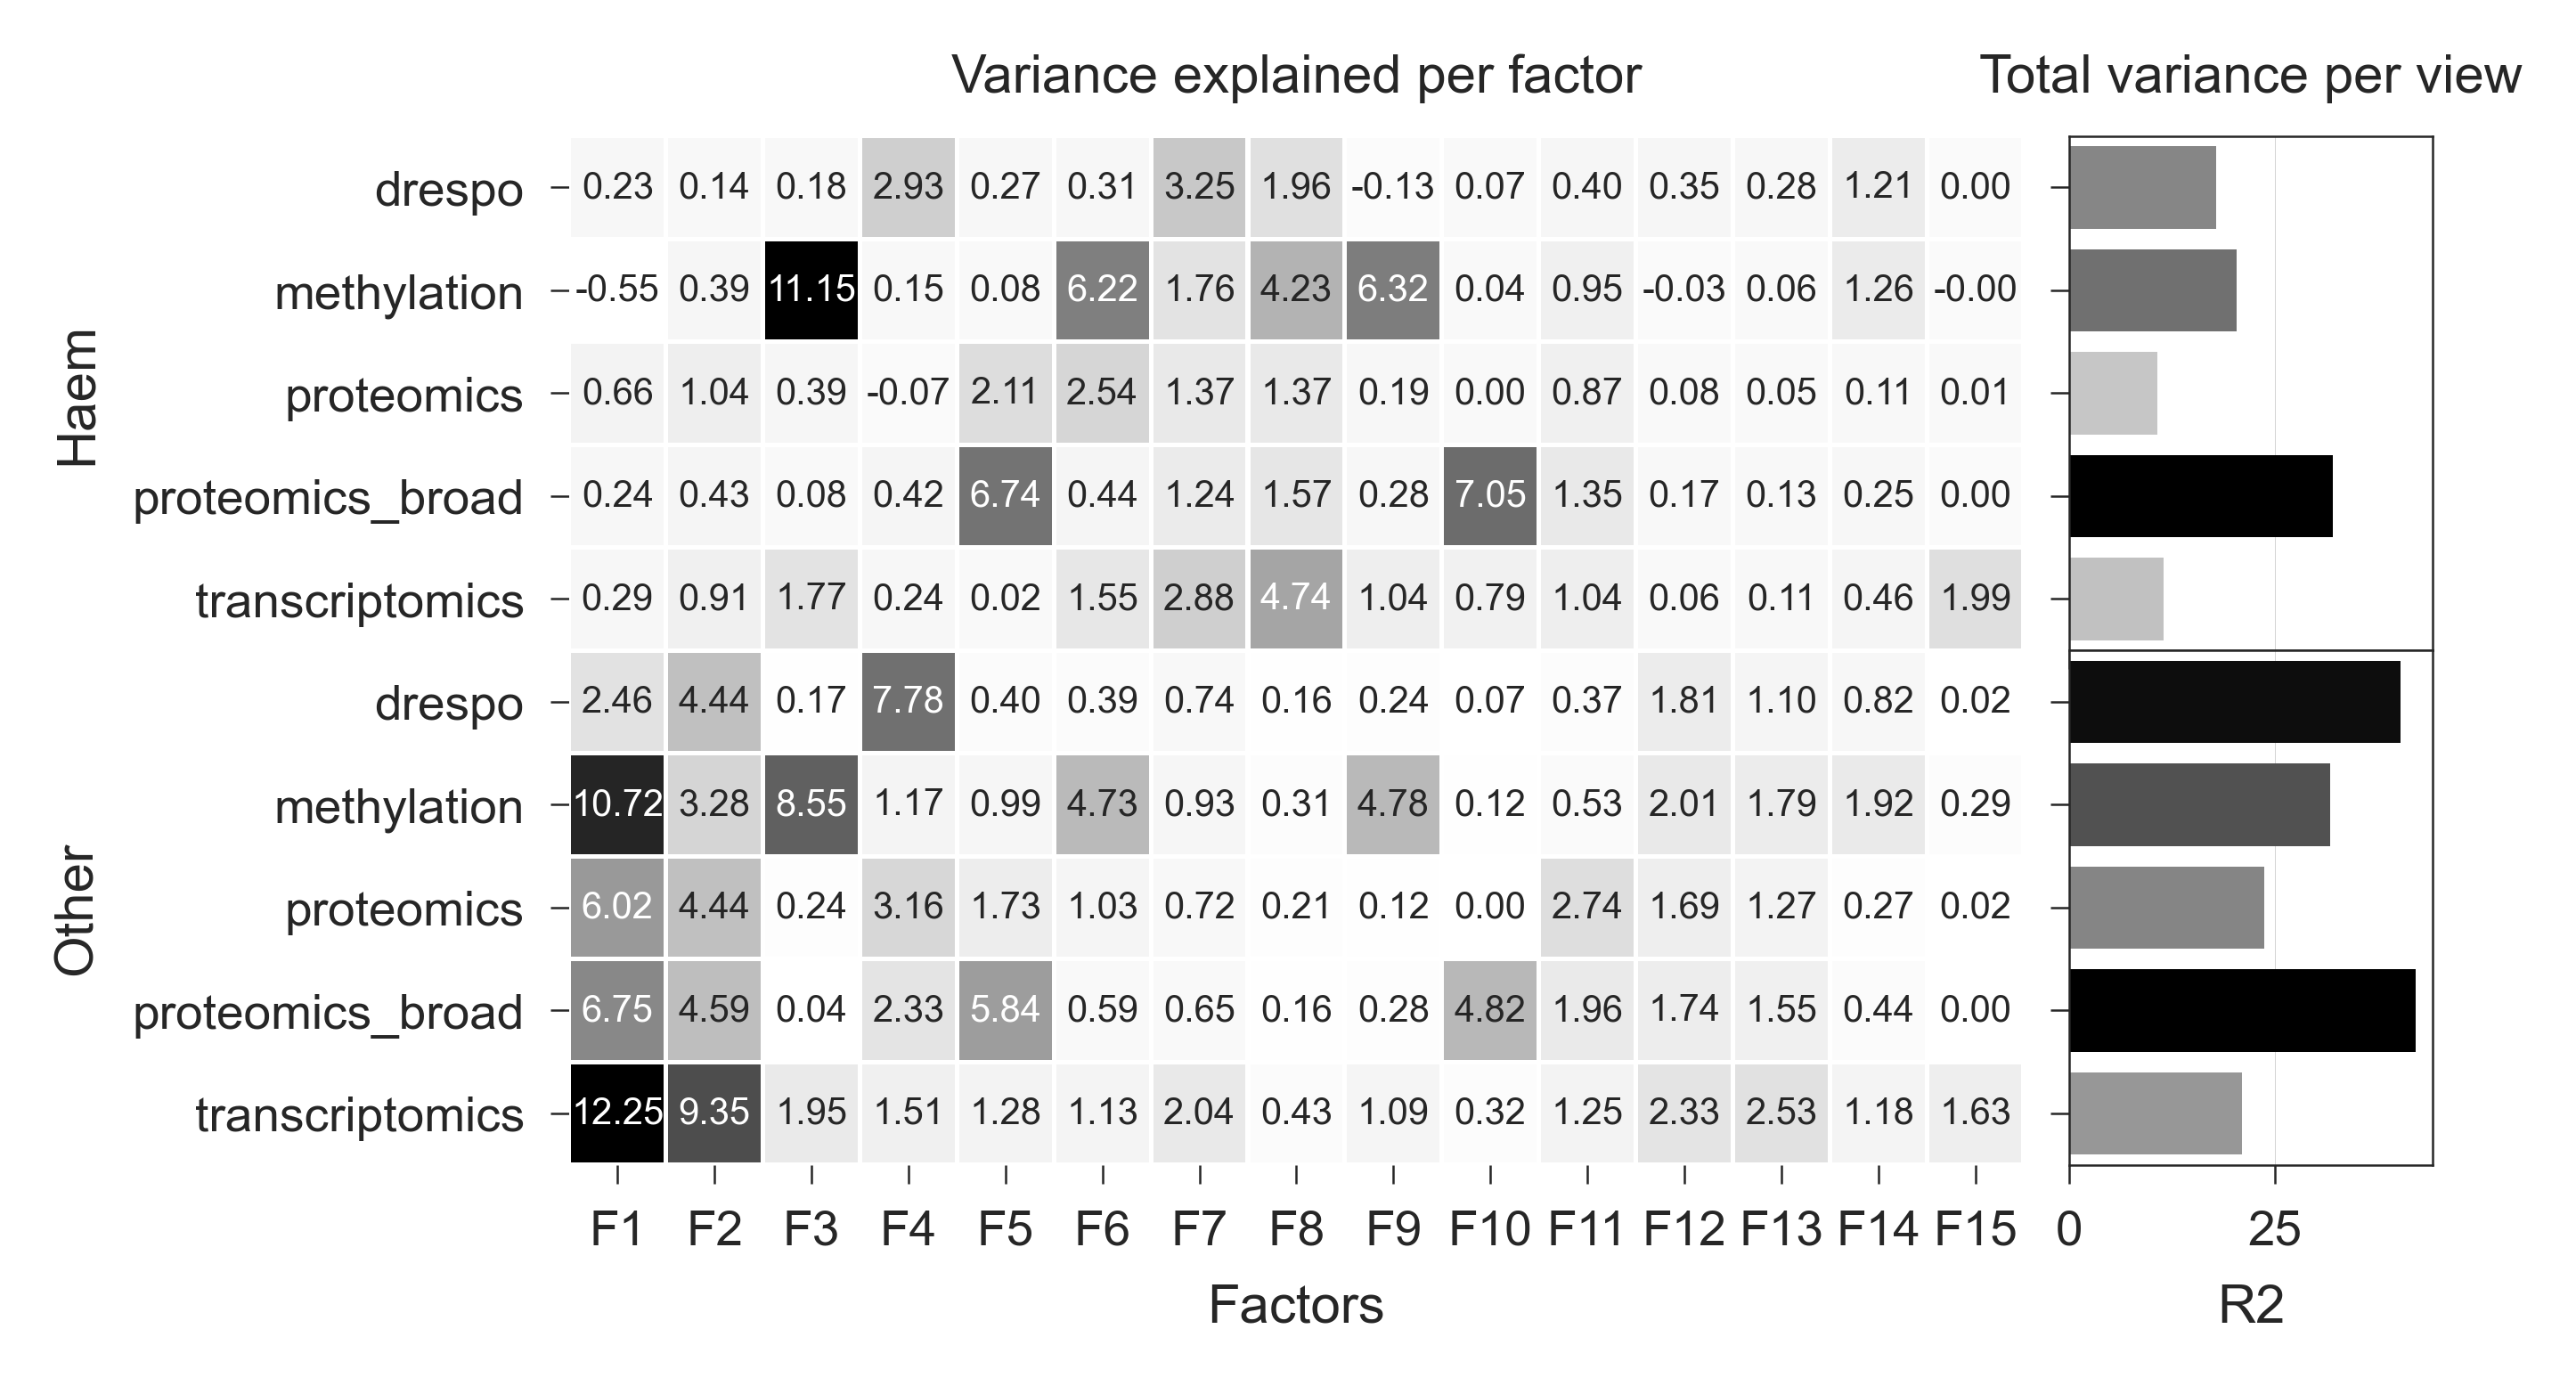 Variance explained per factor
Total variance per view
Haem
drespo 0.23 0.14 0.18 2.93 0.27 0.31 3.25 1.96 -0.13 0.07 0.40 0.35 0.28 1.21 0.00
methylation -0.55 0.39 11.15 0.15 0.08 6.22 1.76 4.23 6.32 0.04 0.95 -0.03 0.06 1.26 -0.00
proteomics 0.66 1.04 0.39 -0.07 2.11 2.54 1.37 1.37 0.19 0.00 0.87 0.08 0.05 0.11 0.01
proteomics_broad 0.24 0.43 0.08 0.42 6.74 0.44 1.24 1.57 0.28 7.05 1.35 0.17 0.13 0.25 0.00
transcriptomics 0.29 0.91 1.77 0.24 0.02 1.55 2.88 4.74 1.04 0.79 1.04 0.06 0.11 0.46 1.99
Other
drespo 2.46 4.44 0.17 7.78 0.40 0.39 0.74 0.16 0.24 0.07 0.37 1.81 1.10 0.82 0.02
methylation 10.72 3.28 8.55 1.17 0.99 4.73 0.93 0.31 4.78 0.12 0.53 2.01 1.79 1.92 0.29
proteomics 6.02 4.44 0.24 3.16 1.73 1.03 0.72 0.21 0.12 0.00 2.74 1.69 1.27 0.27 0.02
proteomics_broad 6.75 4.59 0.04 2.33 5.84 0.59 0.65 0.16 0.28 4.82 1.96 1.74 1.55 0.44 0.00
transcriptomics 12.25 9.35 1.95 1.51 1.28 1.13 2.04 0.43 1.09 0.32 1.25 2.33 2.53 1.18 1.63
F1 F2 F3 F4 F5 F6 F7 F8 F9 F10 F11 F12 F13 F14 F15
0 25
Factors
R2